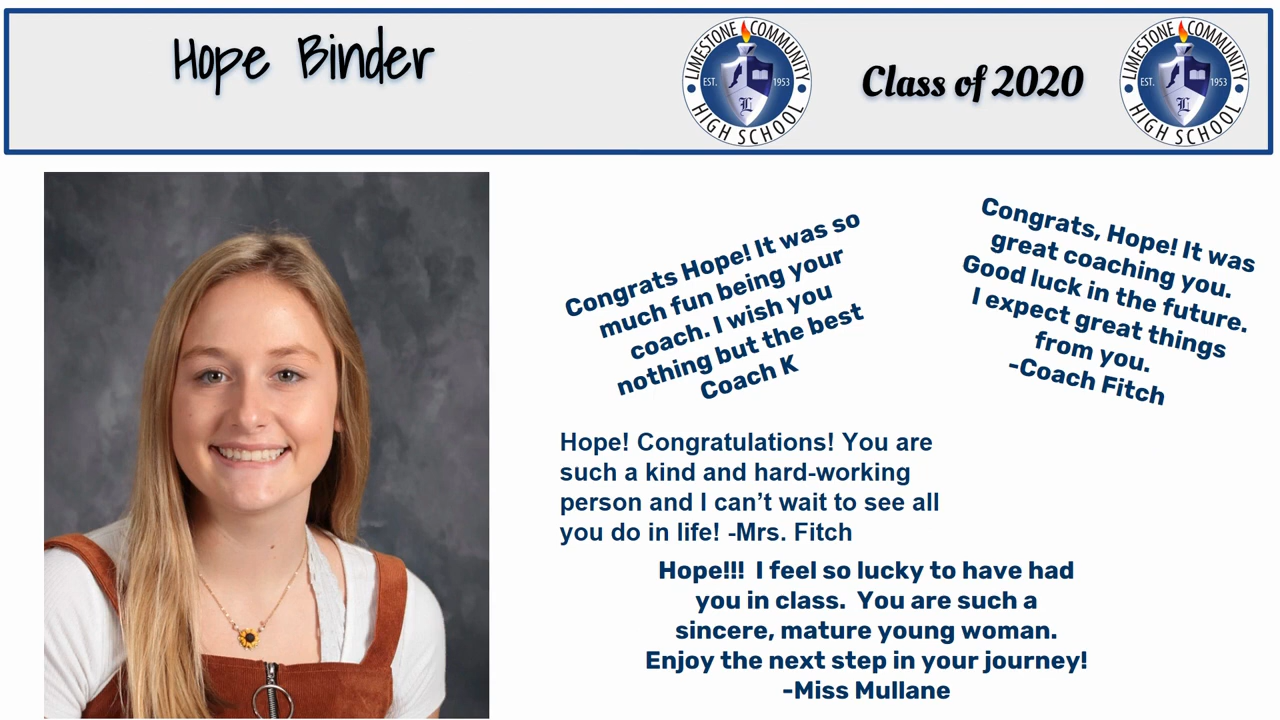 Hope Binder
LIMESTONE COMMUNITY
EST. 1953
L
HIGH SCHOOL
Class of 2020
LIMESTONE COMMUNITY
EST. 1953
L
HIGH SCHOOL
Congrats Hope! It was so
much fun being your
coach. I wish you
nothing but the best
Coach K
Congrats, Hope! It was
great coaching you.
Good luck in the future.
I expect great things
from you.
-Coach Fitch
Hope! Congratulations! You are
such a kind and hard-working
person and I can’t wait to see all
you do in life! -Mrs. Fitch
Hope!!! I feel so lucky to have had
you in class. You are such a
sincere, mature young woman.
Enjoy the next step in your journey!
-Miss Mullane